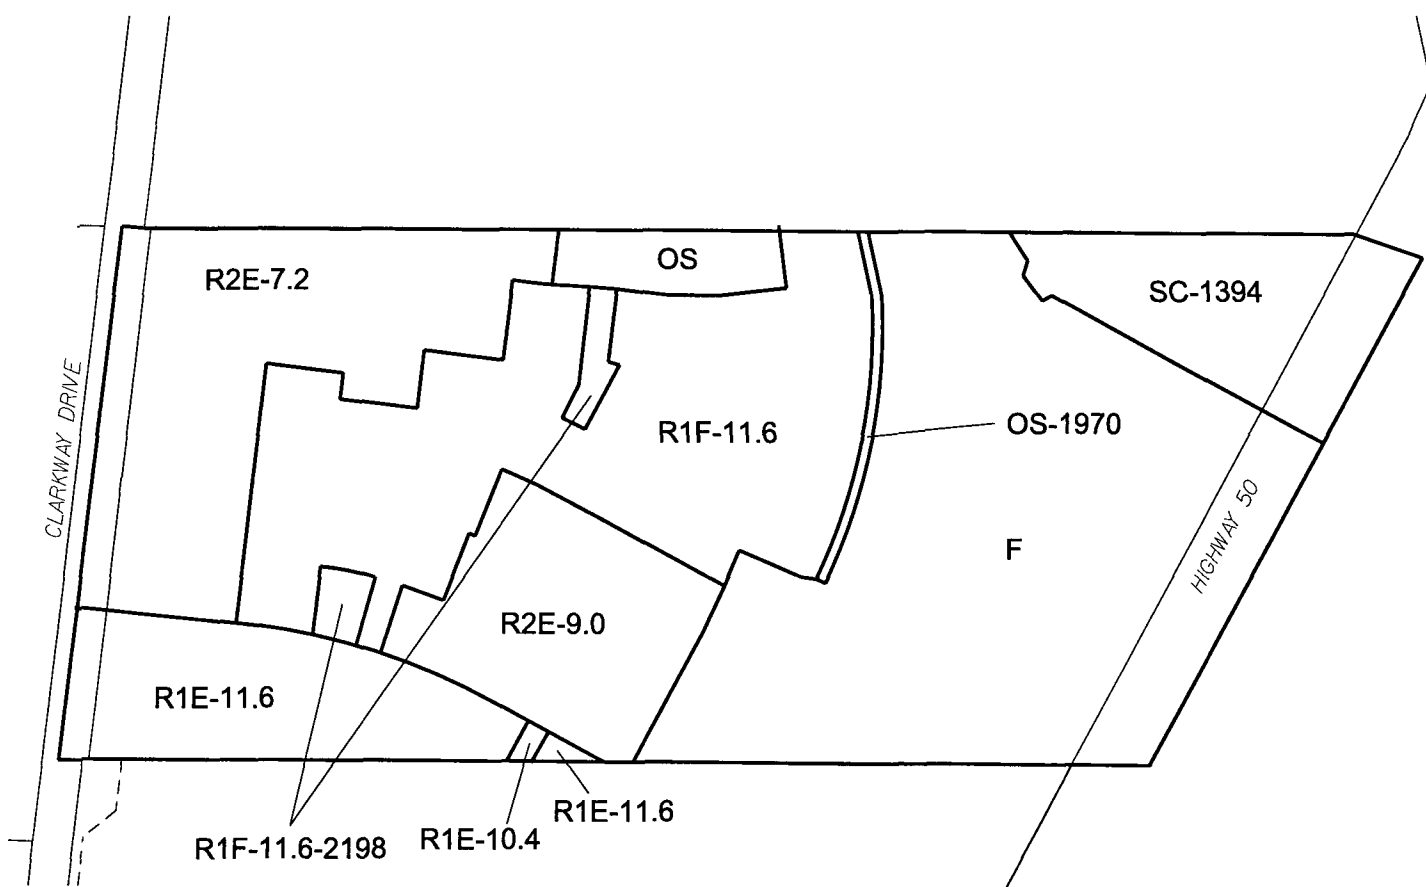 OS
R2E-7.2
SC-1394
CLARKWAY DRIVE
R1F-11.6
OS-1970
HIGHWAY 50
F
R2E-9.0
R1E-11.6
R1E-11.6
R1E-10.4
R1F-11.6-2198